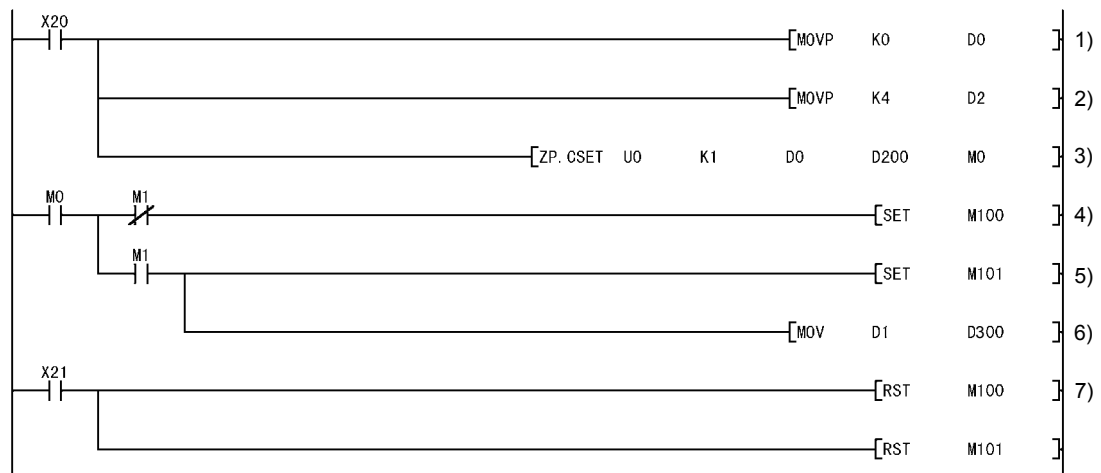 X20
[MOVP K0 D0 ] 1)
[MOVP K4 D2 ] 2)
[ZP.CSET U0 K1 D0 D200 M0 ] 3)
M0 M1
[SET M100 ] 4)
M1
[SET M101 ] 5)
[MOV D1 D300 ] 6)
X21
[RST M100 ] 7)
[RST M101 ]